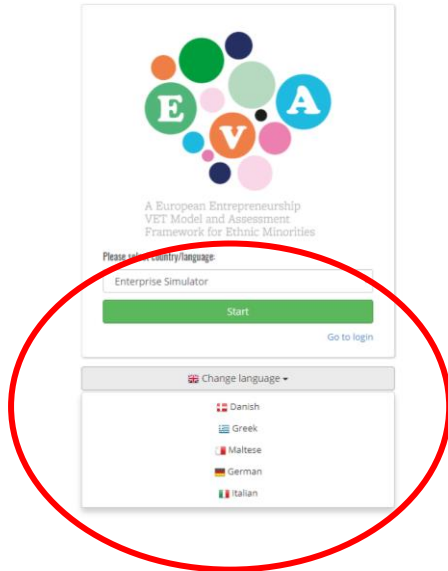 E
V
A
A European Entrepreneurship
VET Model and Assessment
Framework for Ethnic Minorities
Please select country/language:
Enterprise Simulator
Start
Go to login
Change language
Danish
Greek
Maltese
German
Italian